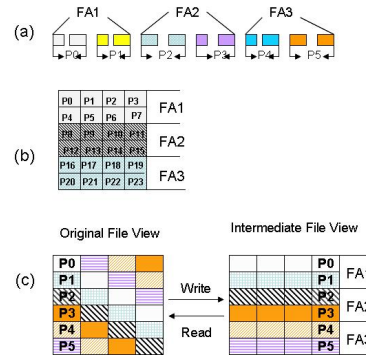 FA1 FA2 FA3
(a)
P0 P1 P2 P3 P4 P5
P0 P1 P2 P3
P4 P5 P6 P7
FA1
P8 P9 P10 P11
P12 P13 P14 P15
FA2
(b)
P16 P17 P18 P19
P20 P21 P22 P23
FA3
Original File View Intermediate File View
(c)
P0 P0
P1 P1 FA1
P2 Write P2
P3 P3 FA2
P4 Read P4
P5 P5 FA3